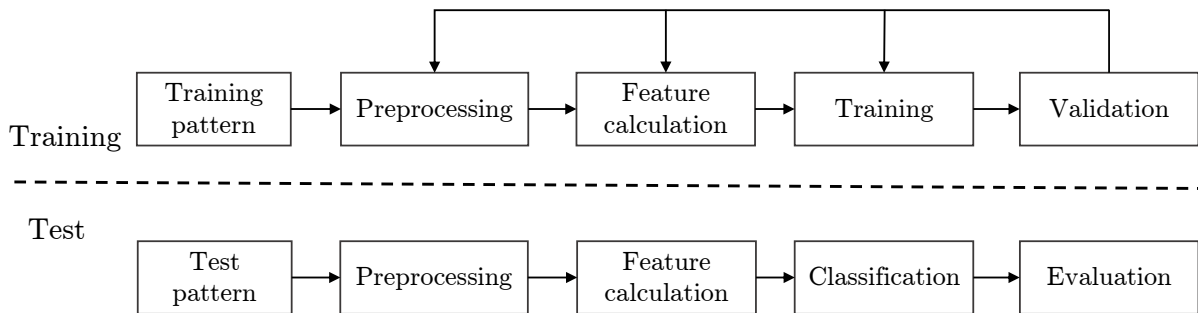 Training
pattern
Preprocessing
Feature
calculation
Training
Validation
Training
Test
Test
pattern
Preprocessing
Feature
calculation
Classification
Evaluation